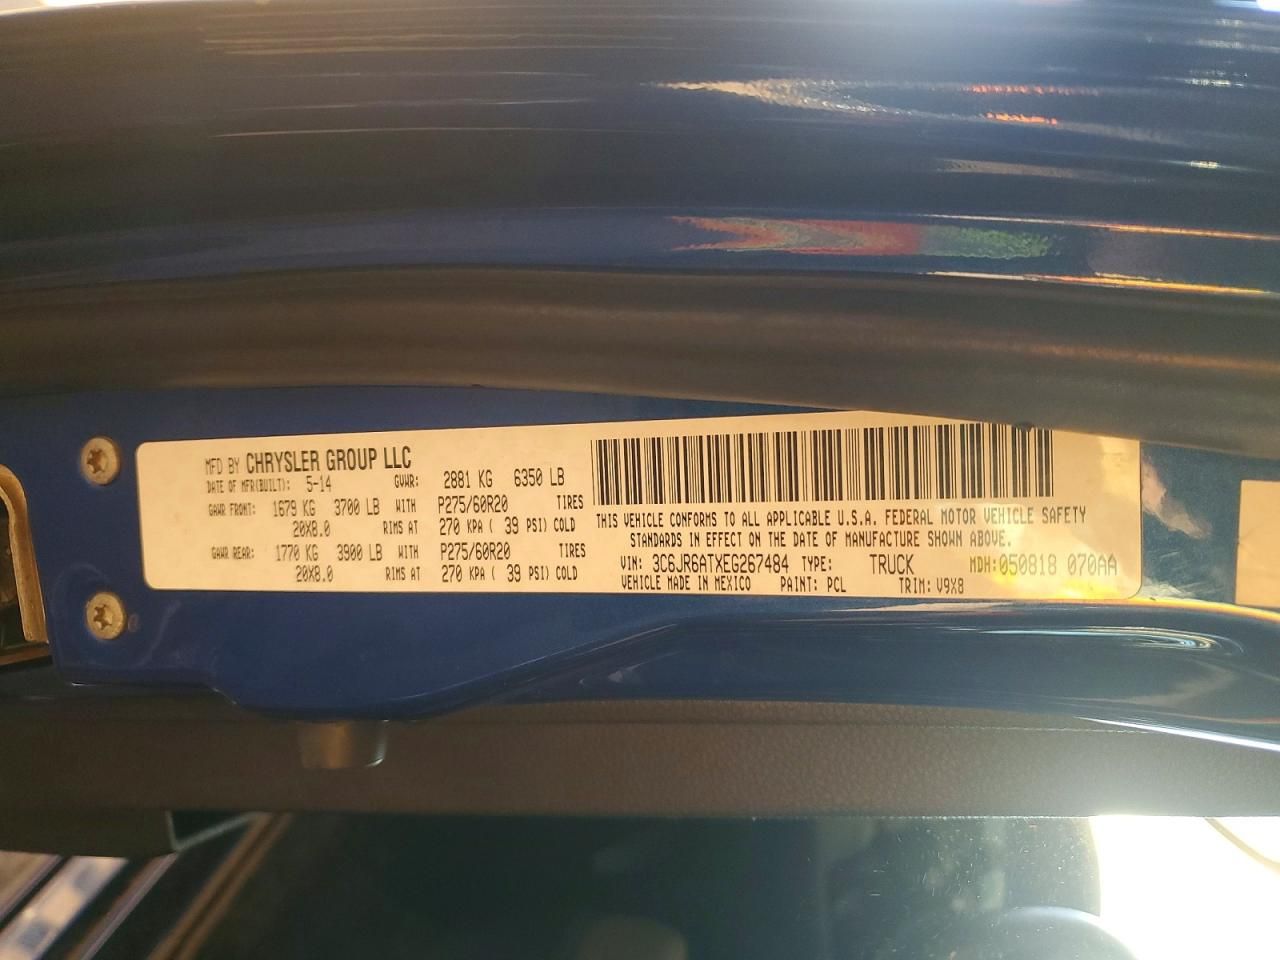 MFD BY CHRYSLER GROUP LLC
DATE OF MFR(BUILT): 5-14 GVWR: 2881 KG 6350 LB
GAWR FRONT: 1679 KG 3700 LB WITH P275/60R20 TIRES
20X8.0 RIMS AT 270 KPA ( 39 PSI) COLD
GAWR REAR: 1770 KG 3900 LB WITH P275/60R20 TIRES
20X8.0 RIMS AT 270 KPA ( 39 PSI) COLD
THIS VEHICLE CONFORMS TO ALL APPLICABLE U.S.A. FEDERAL MOTOR VEHICLE SAFETY
STANDARDS IN EFFECT ON THE DATE OF MANUFACTURE SHOWN ABOVE.
VIN: 3C6JR6ATXEG267484 TYPE: TRUCK MDH:050818 070AA
VEHICLE MADE IN MEXICO PAINT: PCL TRIM: V9X8